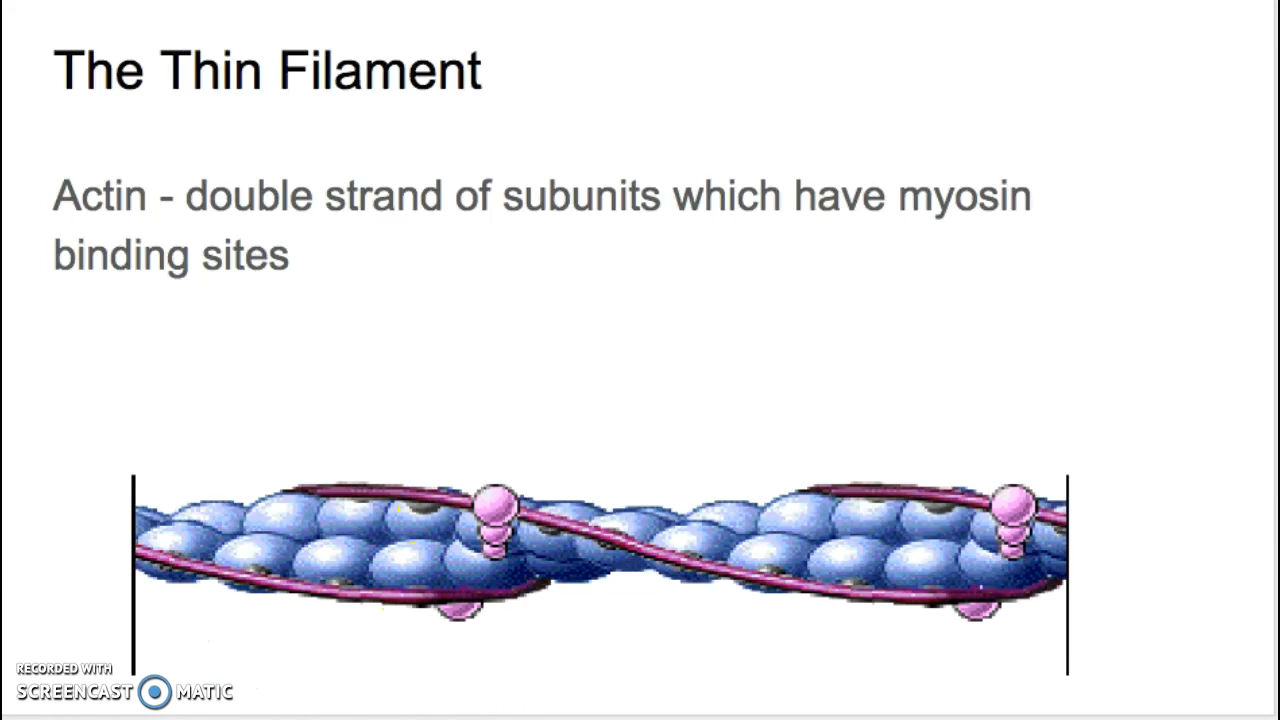 The Thin Filament
Actin - double strand of subunits which have myosin
binding sites
RECORDED WITH
SCREENCAST MATIC